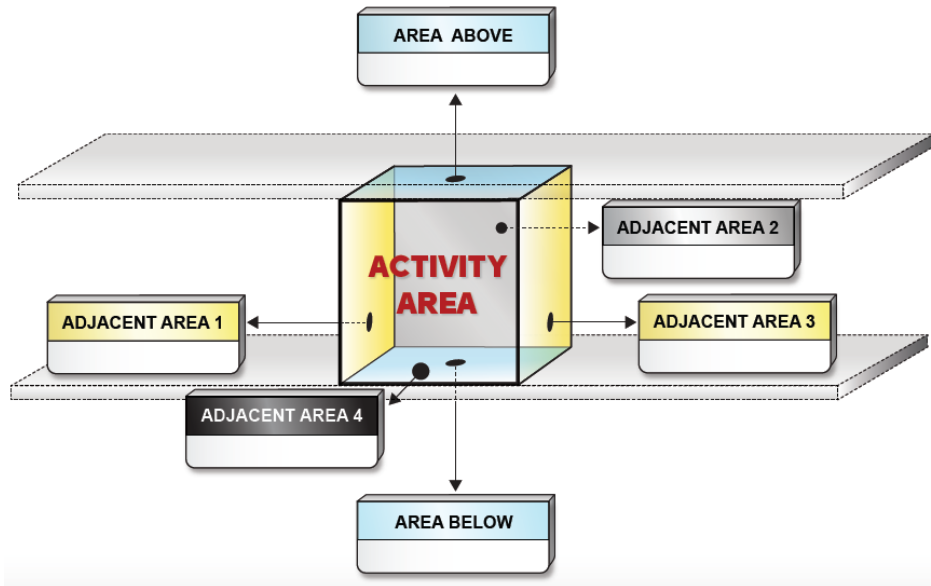 AREA ABOVE
ADJACENT AREA 2
ACTIVITY
AREA
ADJACENT AREA 1
ADJACENT AREA 3
ADJACENT AREA 4
AREA BELOW